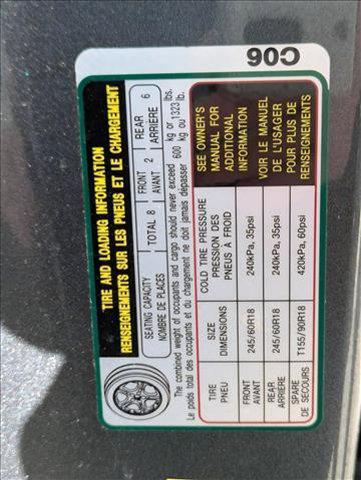 C06
TIRE AND LOADING INFORMATION
RENSEIGNEMENTS SUR LES PNEUS ET LE CHARGEMENT
SEATING CAPACITY
NOMBRE DE PLACES
TOTAL 8
FRONT
AVANT 2
REAR
ARRIÈRE 6
The combined weight of occupants and cargo should never exceed 600 kg or 1323 lbs.
Le poids total des occupants et du chargement ne doit jamais dépasser 600 kg ou 1323 lb.
TIRE
PNEU
SIZE
DIMENSIONS
COLD TIRE PRESSURE
PRESSION DES
PNEUS À FROID
FRONT
AVANT
245/60R18
240kPa, 35psi
REAR
ARRIÈRE
245/60R18
240kPa, 35psi
SPARE
DE SECOURS
T155/90R18
420kPa, 60psi
SEE OWNER'S
MANUAL FOR
ADDITIONAL
INFORMATION
VOIR LE MANUEL
DE L'USAGER
POUR PLUS DE
RENSEIGNEMENTS